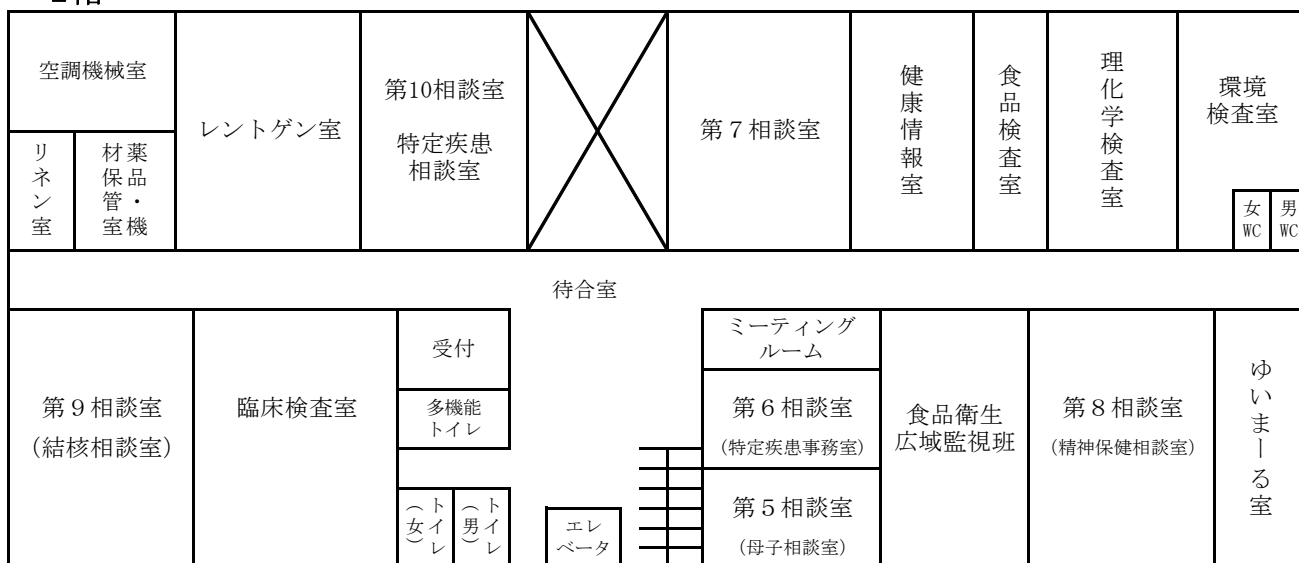 空調機械室
リネン室
薬品・機
材保管室
レントゲン室
第10相談室
特定疾患
相談室
第７相談室
健康情報室
食品検査室
理化学検査室
環境
検査室
女
WC
男
WC
待合室
第９相談室
(結核相談室)
臨床検査室
受付
多機能
トイレ
トイレ
(女)
トイレ
(男)
エレ
ベータ
ミーティング
ルーム
第６相談室
(特定疾患事務室)
第５相談室
(母子相談室)
食品衛生
広域監視班
第８相談室
(精神保健相談室)
ゆいまーる室